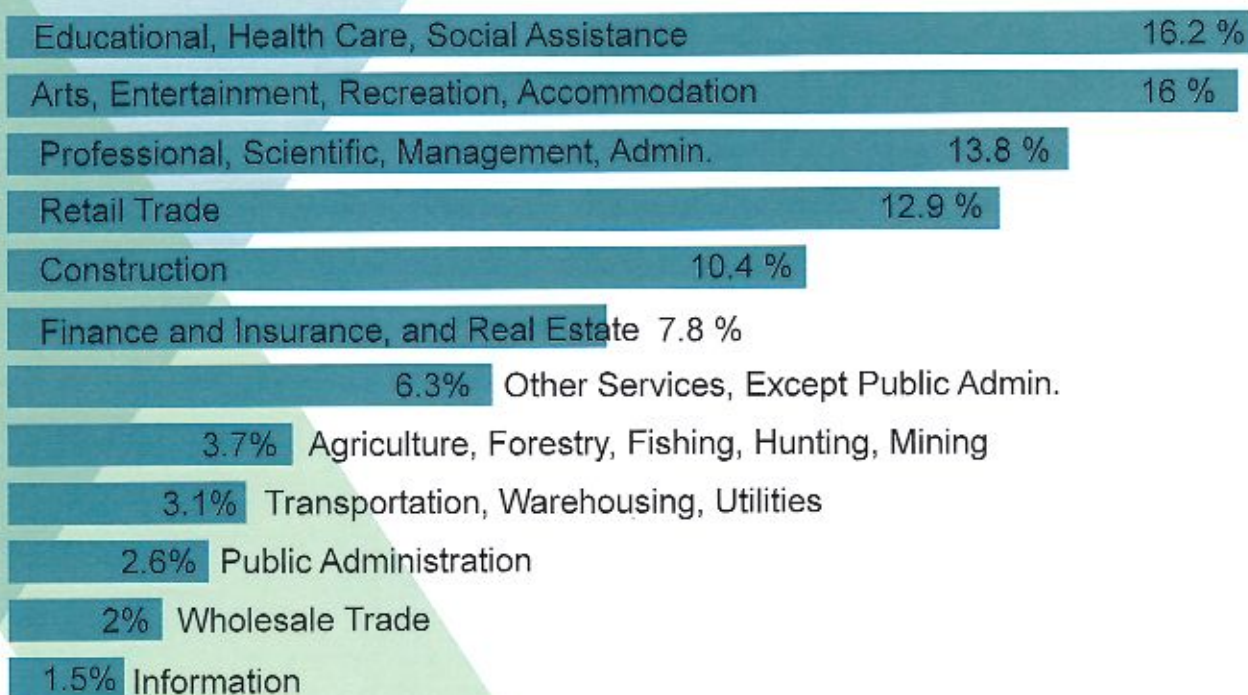 Educational, Health Care, Social Assistance 16.2 %
Arts, Entertainment, Recreation, Accommodation 16 %
Professional, Scientific, Management, Admin. 13.8 %
Retail Trade 12.9 %
Construction 10.4 %
Finance and Insurance, and Real Estate 7.8 %
6.3% Other Services, Except Public Admin.
3.7% Agriculture, Forestry, Fishing, Hunting, Mining
3.1% Transportation, Warehousing, Utilities
2.6% Public Administration
2% Wholesale Trade
1.5% Information